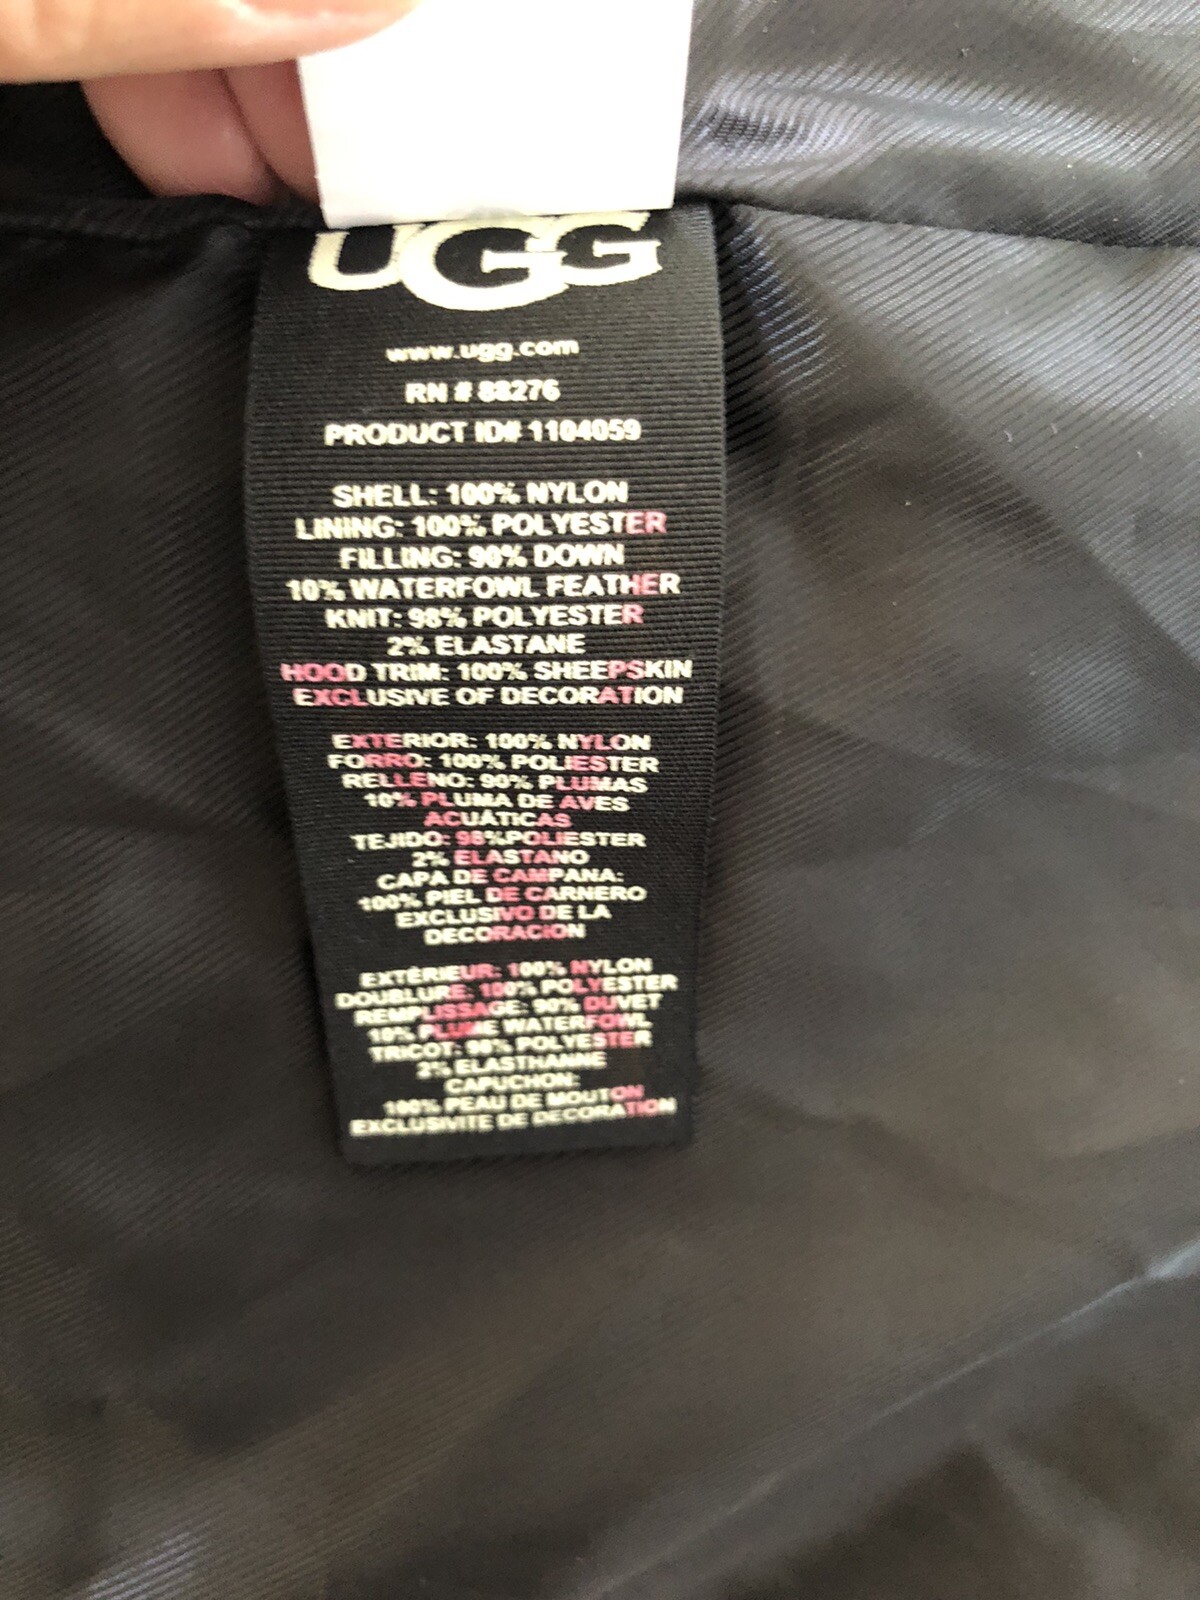 UGG
www.ugg.com
RN # 88276
PRODUCT ID# 1104059
SHELL: 100% NYLON
LINING: 100% POLYESTER
FILLING: 90% DOWN
10% WATERFOWL FEATHER
KNIT: 98% POLYESTER
2% ELASTANE
HOOD TRIM: 100% SHEEPSKIN
EXCLUSIVE OF DECORATION
EXTERIOR: 100% NYLON
FORRO: 100% POLIESTER
RELLENO: 90% PLUMAS
10% PLUMA DE AVES
ACUÁTICAS
TEJIDO: 98%POLIESTER
2% ELASTANO
CAPA DE CAMPANA:
100% PIEL DE CARNERO
EXCLUSIVO DE LA
DECORACION
EXTÉRIEUR: 100% NYLON
DOUBLURE: 100% POLYESTER
REMPLISSAGE: 90% DUVET
10% PLUME WATERFOWL
TRICOT: 98% POLYESTER
2% ELASTHANNE
CAPUCHON:
100% PEAU DE MOUTON
EXCLUSIVITE DE DECORATION